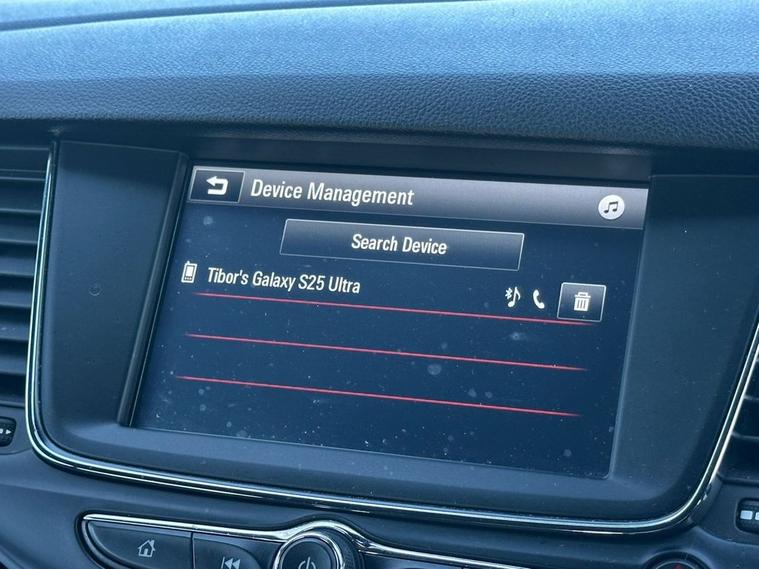 Device Management
Search Device
Tibor's Galaxy S25 Ultra